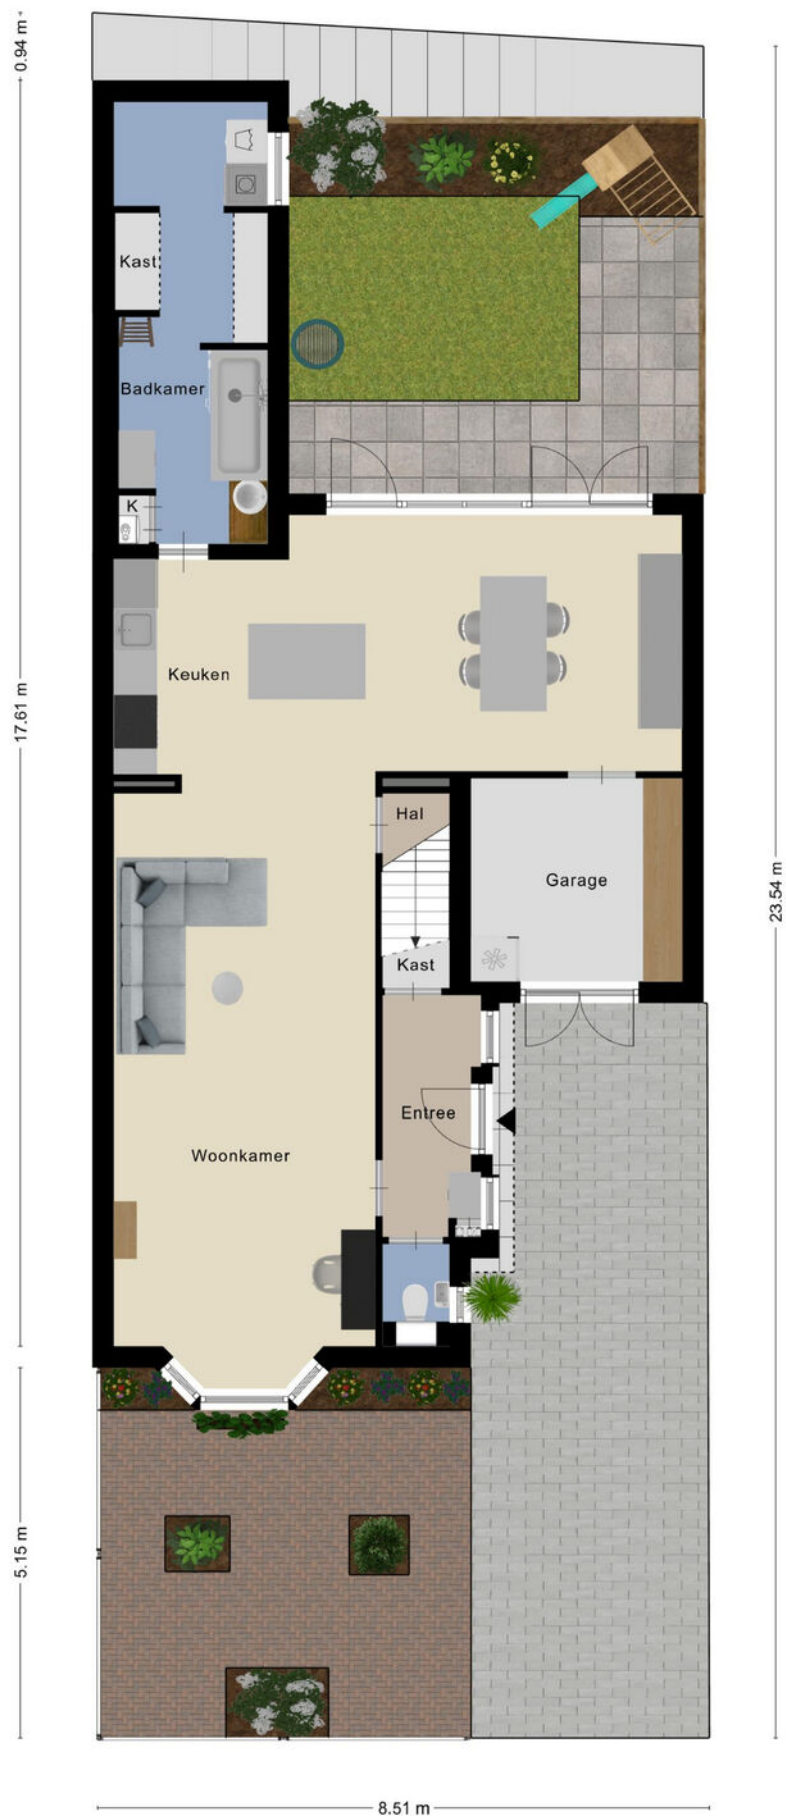 0.94 m
Kast
Badkamer
K
Keuken
17.61 m
Hal
Garage
23.54 m
Kast
Entree
Woonkamer
5.15 m
8.51 m